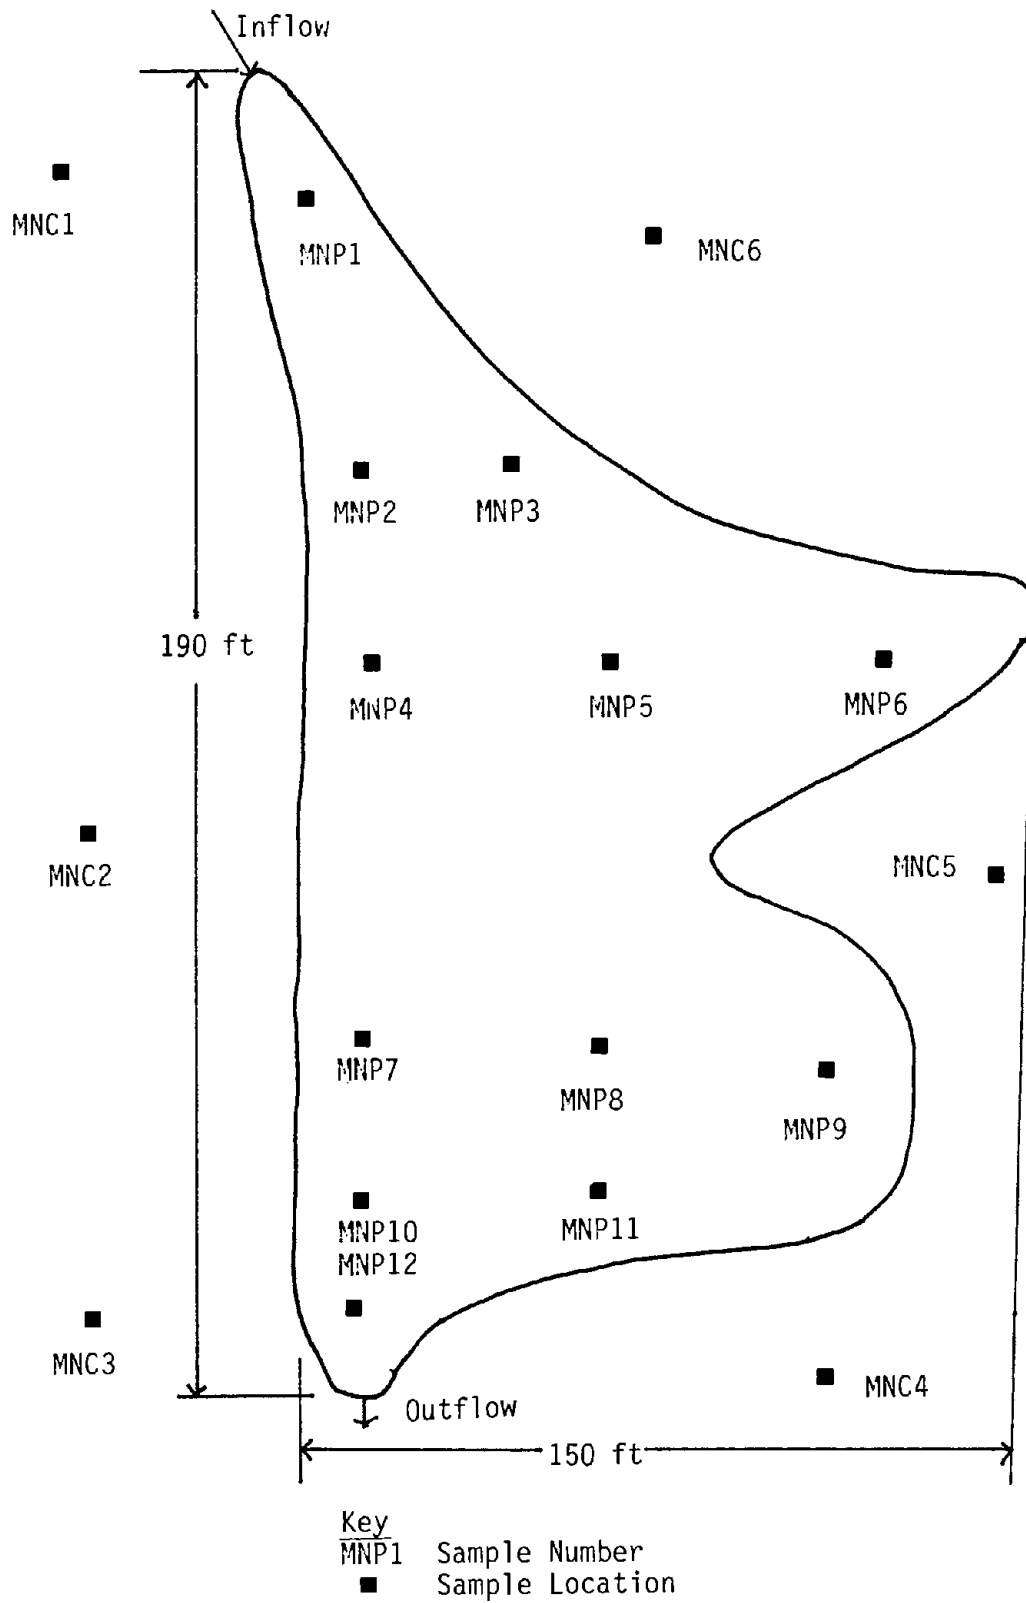 Inflow
MNC1
MNP1
MNC6
MNP2
MNP3
190 ft
MNP4
MNP5
MNP6
MNC2
MNC5
MNP7
MNP8
MNP9
MNP10
MNP11
MNP12
MNC3
MNC4
Outflow
150 ft
Key
MNP1 Sample Number
■ Sample Location